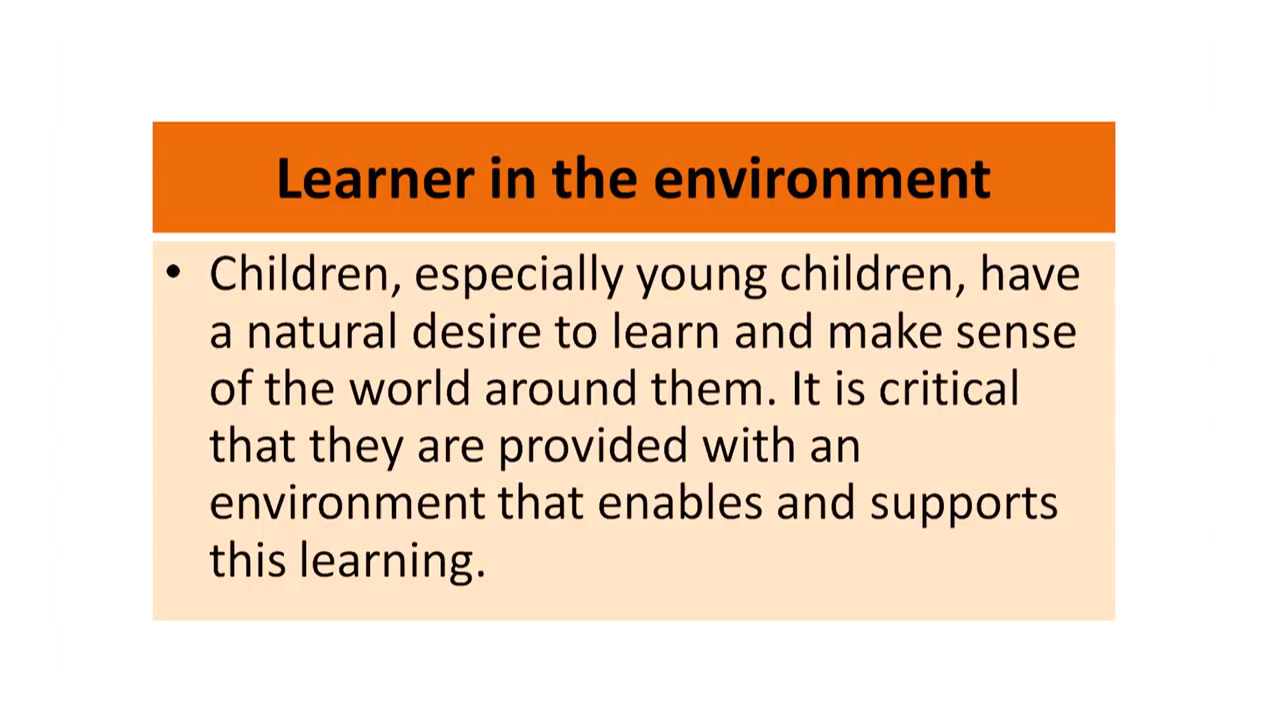 Learner in the environment
• Children, especially young children, have
a natural desire to learn and make sense
of the world around them. It is critical
that they are provided with an
environment that enables and supports
this learning.